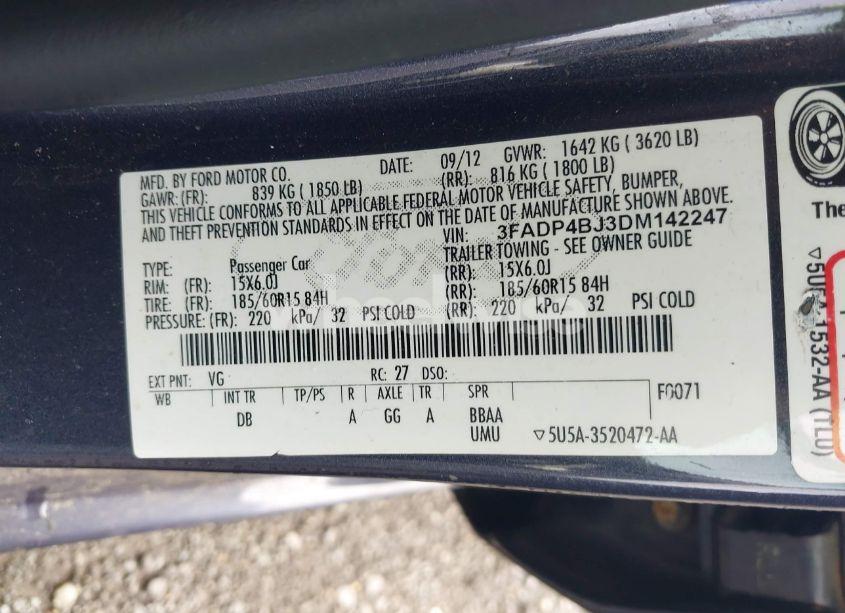 MFD. BY FORD MOTOR CO. DATE: 09/12 GVWR: 1642 KG ( 3620 LB)
GAWR: (FR): 839 KG ( 1850 LB) (RR): 816 KG ( 1800 LB)
THIS VEHICLE CONFORMS TO ALL APPLICABLE FEDERAL MOTOR VEHICLE SAFETY, BUMPER,
AND THEFT PREVENTION STANDARDS IN EFFECT ON THE DATE OF MANUFACTURE SHOWN ABOVE.
VIN: 3FADP4BJ3DM142247
TYPE: Passenger Car TRAILER TOWING - SEE OWNER GUIDE
RIM: (FR): 15X6.0J (RR): 15X6.0J
TIRE: (FR): 185/60R15 84H (RR): 185/60R15 84H
PRESSURE: (FR): 220 kPa/ 32 PSI COLD (RR): 220 kPa/ 32 PSI COLD
EXT PNT: VG RC: 27 DSO:
WB INT TR TP/PS R AXLE TR SPR F0071
DB A GG A BBAA
UMU ▽5U5A-3520472-AA
The
-1532-AA (TL0)